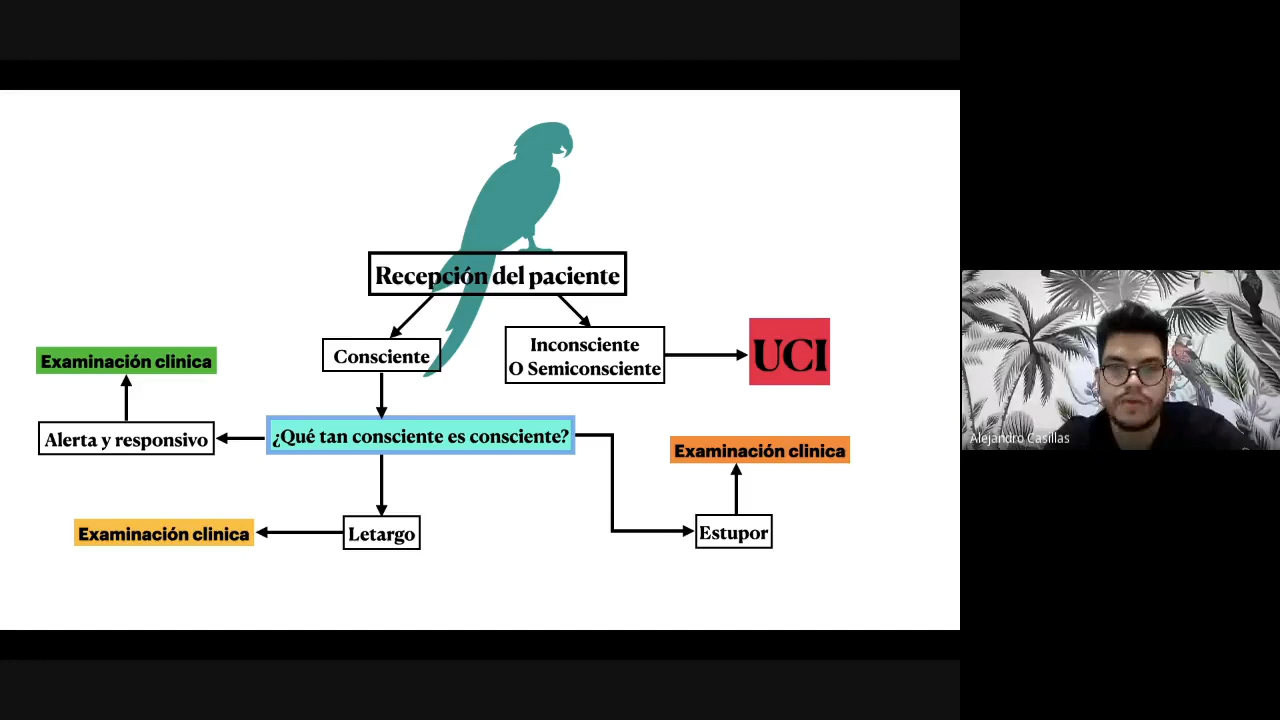 Recepción del paciente
Consciente
Inconsciente
O Semiconsciente
UCI
Examinación clinica
Alerta y responsivo
¿Qué tan consciente es consciente?
Examinación clinica
Examinación clinica
Letargo
Estupor
Alejandro Casillas